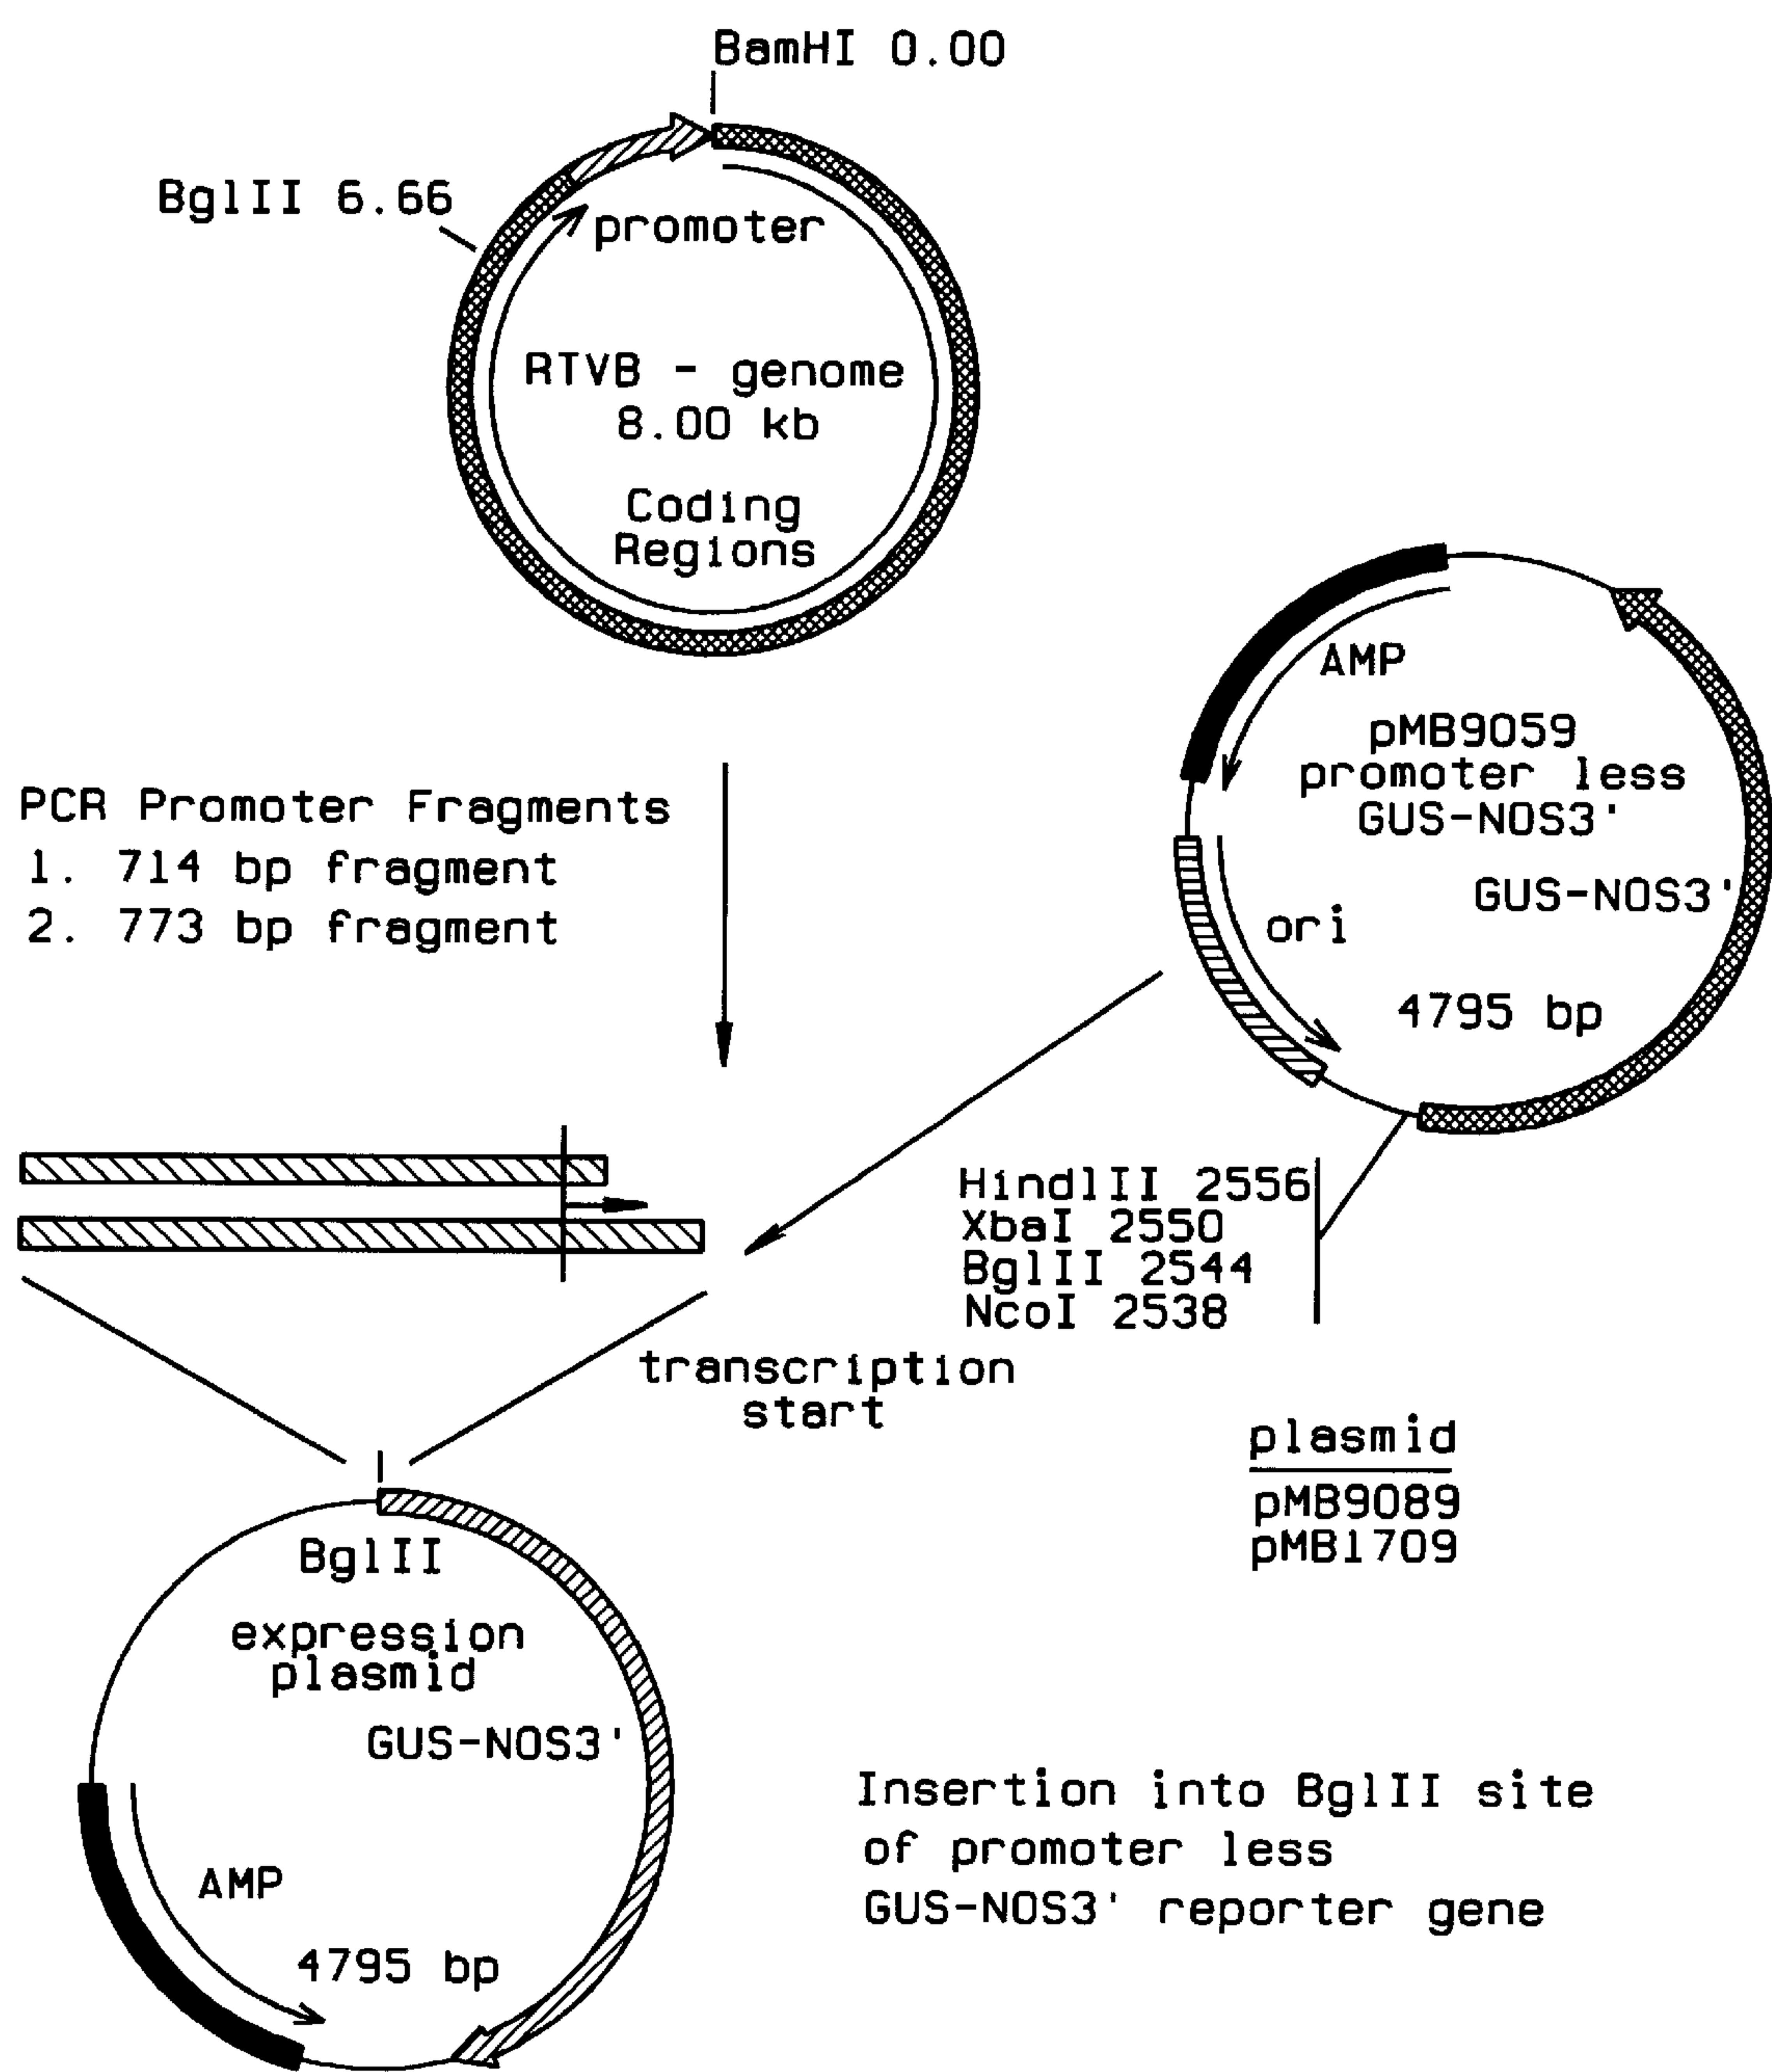 BamHI 0.00
BglII 6.66
promoter
RTVB - genome
8.00 kb
Coding
Regions
AMP
pMB9059
promoter less
GUS-NOS3'
GUS-NOS3'
ori
4795 bp
PCR Promoter Fragments
1. 714 bp fragment
2. 773 bp fragment
HindlII 2556
XbaI 2550
BglII 2544
NcoI 2538
transcription
start
plasmid
pMB9089
pMB1709
BglII
expression
plasmid
GUS-NOS3'
AMP
4795 bp
Insertion into BglII site
of promoter less
GUS-NOS3' reporter gene